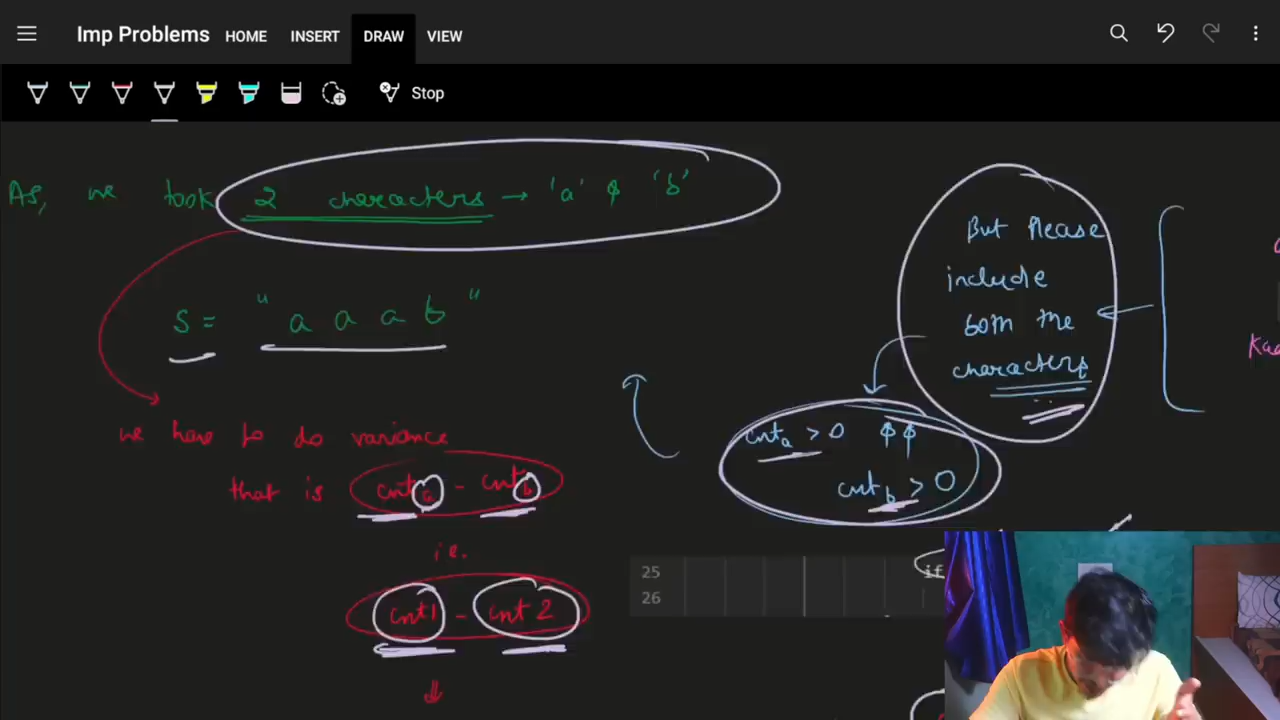 Imp Problems HOME INSERT DRAW VIEW
Stop
As, we took 2 characters → 'a' & 'b'
S = "a a a b"
we have to do variance
that is cnta - cntb
i.e.
cnt1 - cnt2
But Please
include
both the
characters
cnta > 0 &&
cntb > 0
25 if
26